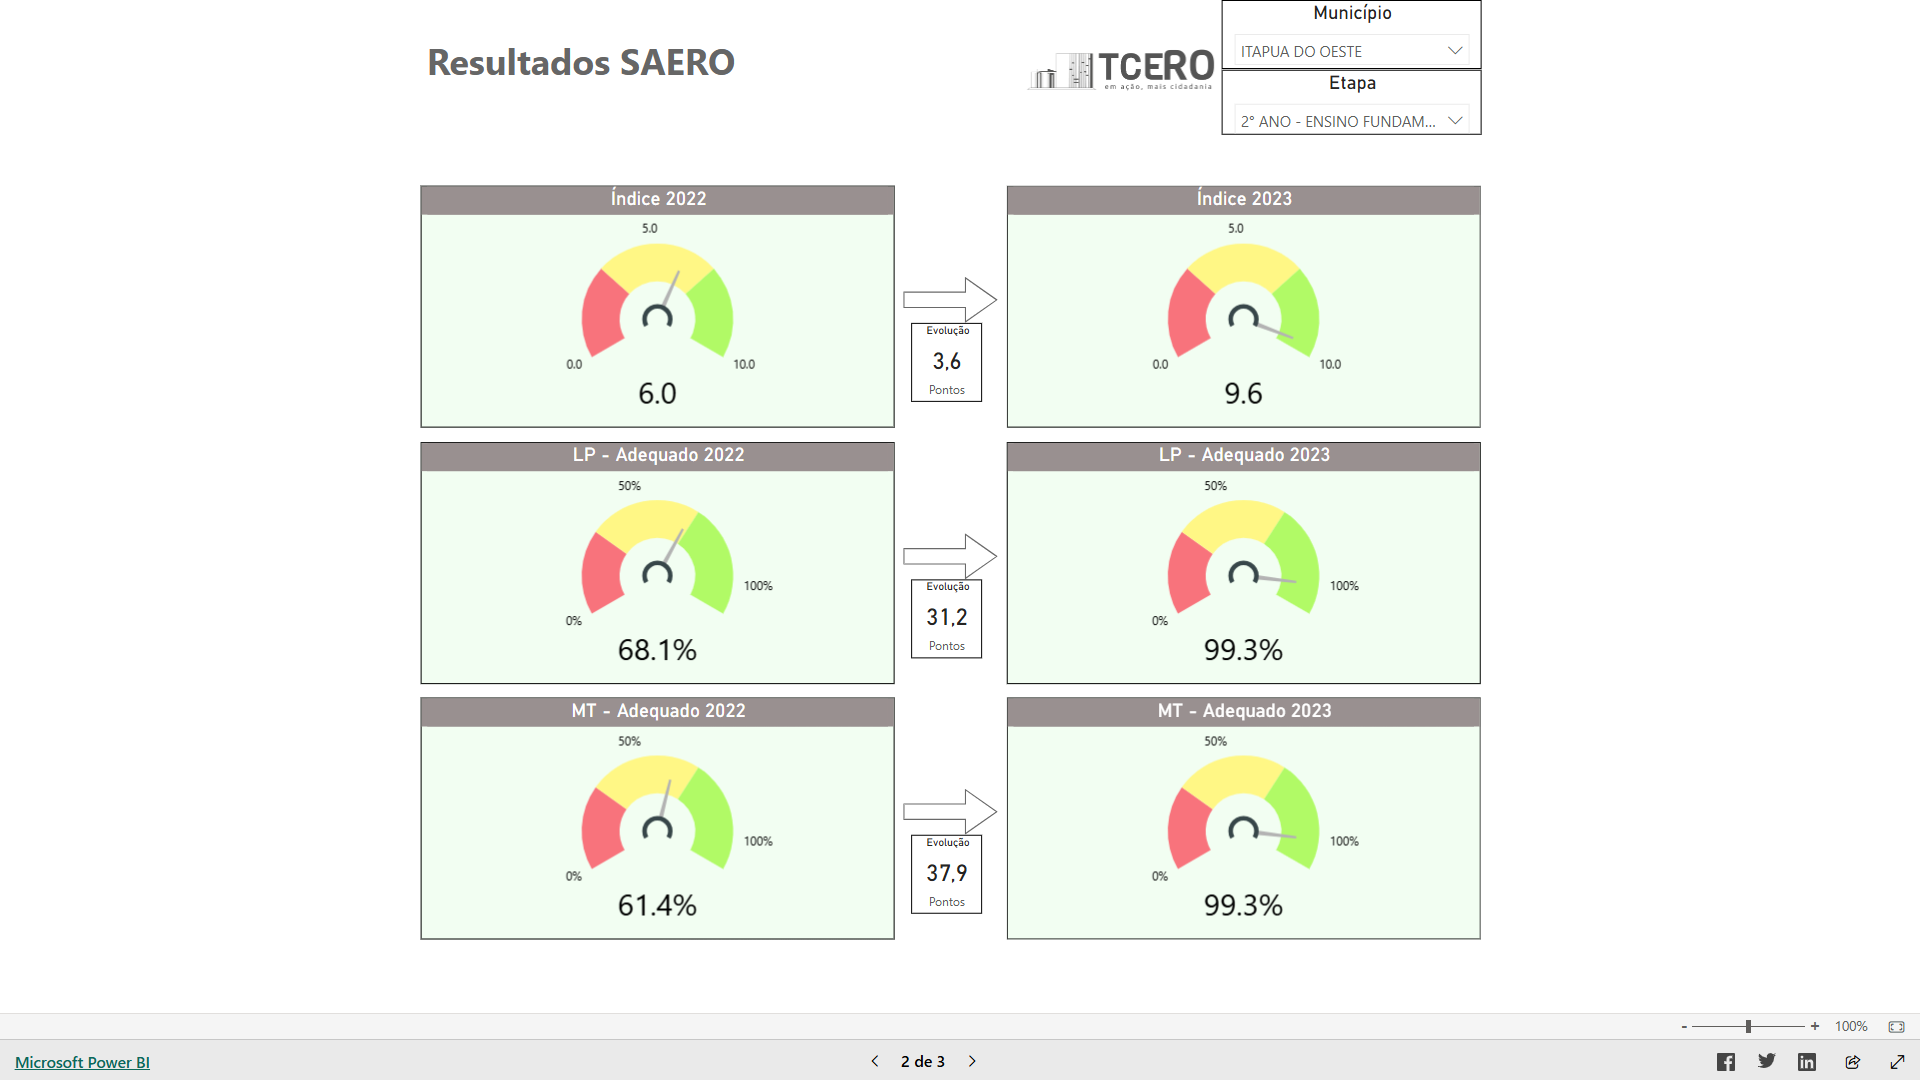 Município
Resultados SAERO
TCERO
em ação, mais cidadania
ITAPUA DO OESTE
Etapa
2° ANO - ENSINO FUNDAM...
Índice 2022
5.0
0.0
10.0
6.0
Evolução
3,6
Pontos
Índice 2023
5.0
0.0
10.0
9.6
LP - Adequado 2022
50%
100%
0%
68.1%
Evolução
31,2
Pontos
LP - Adequado 2023
50%
100%
0%
99.3%
MT - Adequado 2022
50%
100%
0%
61.4%
Evolução
37,9
Pontos
MT - Adequado 2023
50%
100%
0%
99.3%
- + 100%
Microsoft Power BI
2 de 3